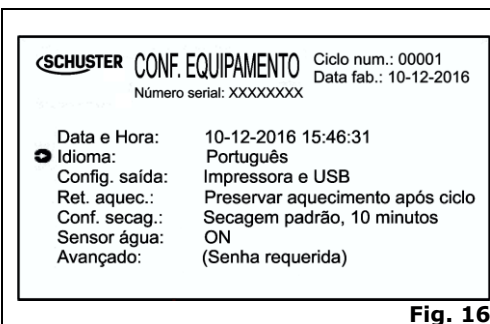 SCHUSTER CONF. EQUIPAMENTO Ciclo num.: 00001
Data fab.: 10-12-2016
Número serial: XXXXXXXX
Data e Hora: 10-12-2016 15:46:31
Idioma: Português
Config. saída: Impressora e USB
Ret. aquec.: Preservar aquecimento após ciclo
Conf. secag.: Secagem padrão, 10 minutos
Sensor água: ON
Avançado: (Senha requerida)
Fig. 16